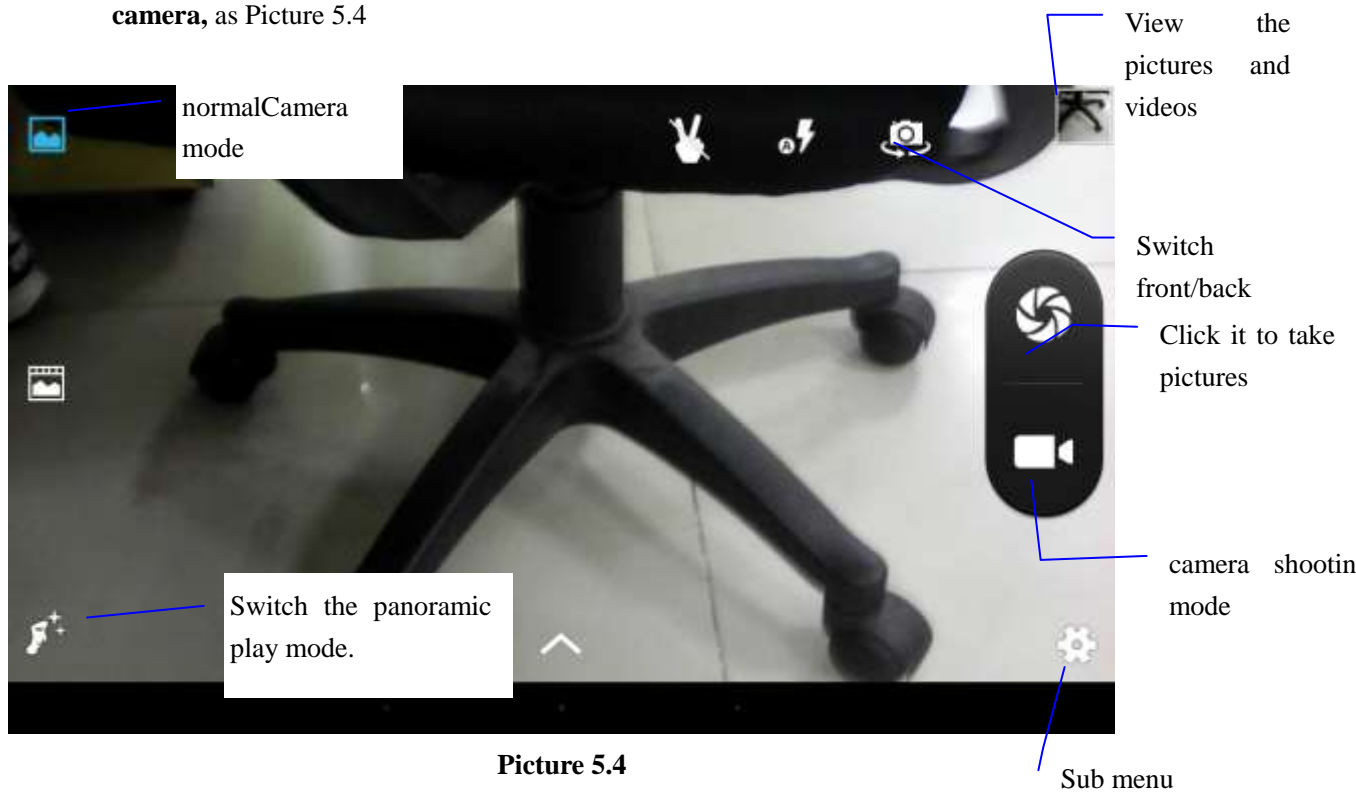 camera, as Picture 5.4
View the
pictures and
videos
normalCamera
mode
A
Switch
front/back
Click it to take
pictures
camera shootin
mode
Switch the panoramic
play mode.
Picture 5.4
Sub menu